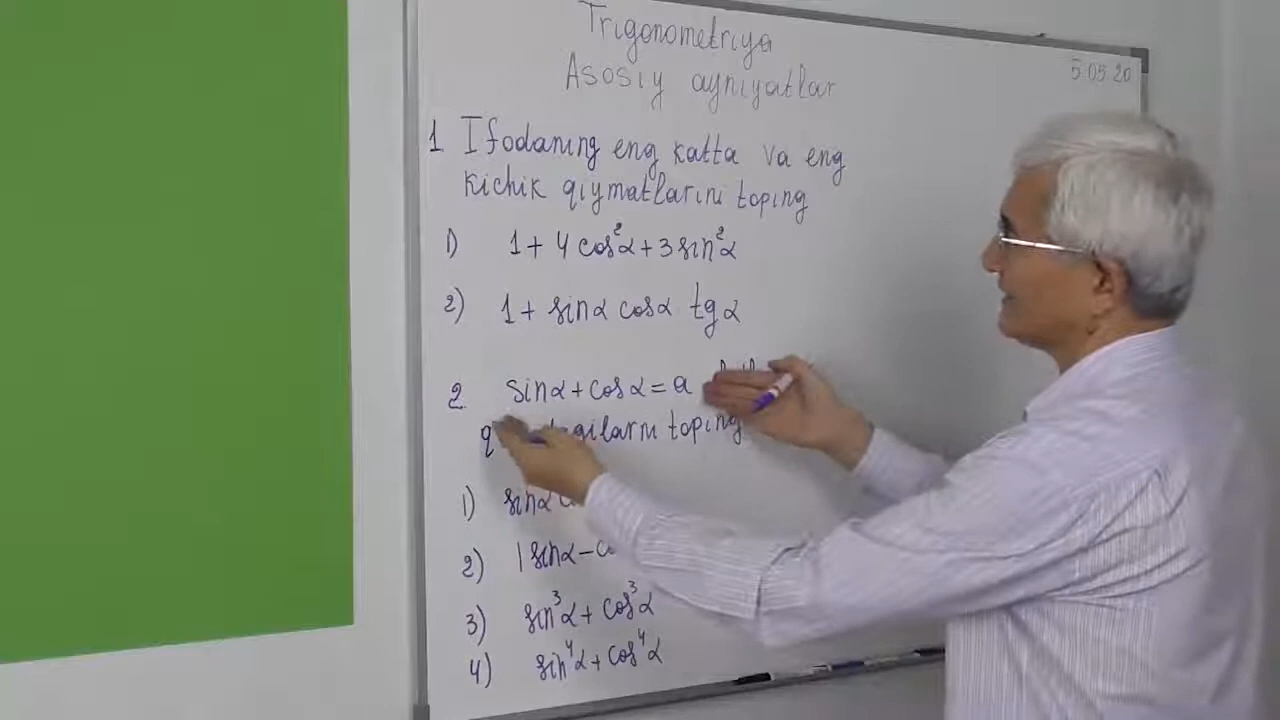 Trigonometriya
Asosiy ayniyatlar
5.05.20
1 Ifodaning eng katta va eng
kichik qiymatlarini toping
1) 1 + 4 cos²α + 3 sin²α
2) 1 + sinα cosα tgα
2. sinα + cosα = a
toping
1) sinα
2) |sinα -
3) sin³α + cos³α
4) sin⁴α + cos⁴α